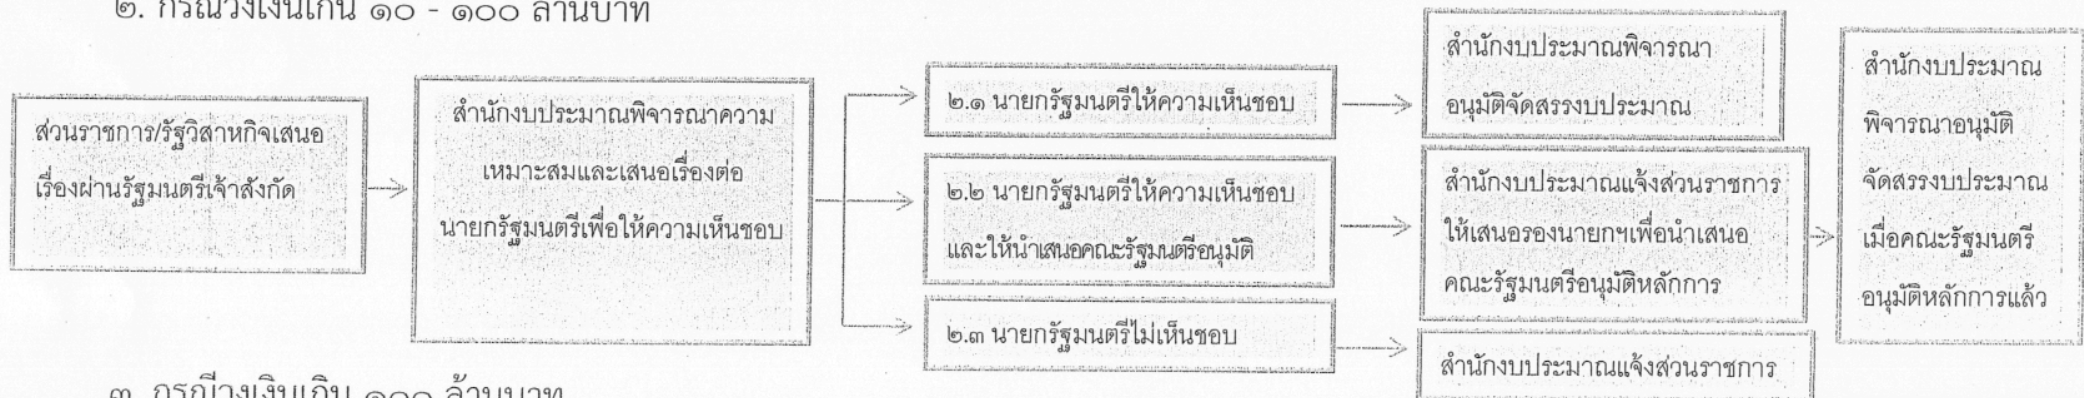 ๒. กรณีวงเงินเกิน ๑๐ - ๑๐๐ ล้านบาท
ส่วนราชการ/รัฐวิสาหกิจเสนอ
เรื่องผ่านรัฐมนตรีเจ้าสังกัด
สำนักงบประมาณพิจารณาความ
เหมาะสมและเสนอเรื่องต่อ
นายกรัฐมนตรีเพื่อให้ความเห็นชอบ
๒.๑ นายกรัฐมนตรีให้ความเห็นชอบ
สำนักงบประมาณพิจารณา
อนุมัติจัดสรรงบประมาณ
๒.๒ นายกรัฐมนตรีให้ความเห็นชอบ
และให้นำเสนอคณะรัฐมนตรีอนุมัติ
สำนักงบประมาณแจ้งส่วนราชการ
ให้เสนอรองนายกฯเพื่อนำเสนอ
คณะรัฐมนตรีอนุมัติหลักการ
สำนักงบประมาณ
พิจารณาอนุมัติ
จัดสรรงบประมาณ
เมื่อคณะรัฐมนตรี
อนุมัติหลักการแล้ว
๒.๓ นายกรัฐมนตรีไม่เห็นชอบ
สำนักงบประมาณแจ้งส่วนราชการ
๓. กรณีวงเงินเกิน ๑๐๐ ล้านบาท